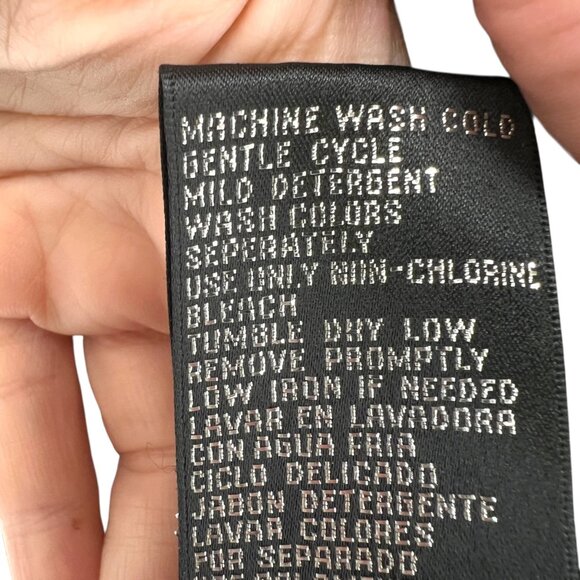 MACHINE WASH COLD
GENTLE CYCLE
MILD DETERGENT
WASH COLORS
SEPERATELY
USE ONLY NON-CHLORINE
BLEACH
TUMBLE DRY LOW
REMOVE PROMPTLY
LOW IRON IF NEEDED
LAVAR EN LAVADORA
CON AGUA FRIA
CICLO DELICADO
JABON DETERGENTE
LAVAR COLORES
POR SEPARADO